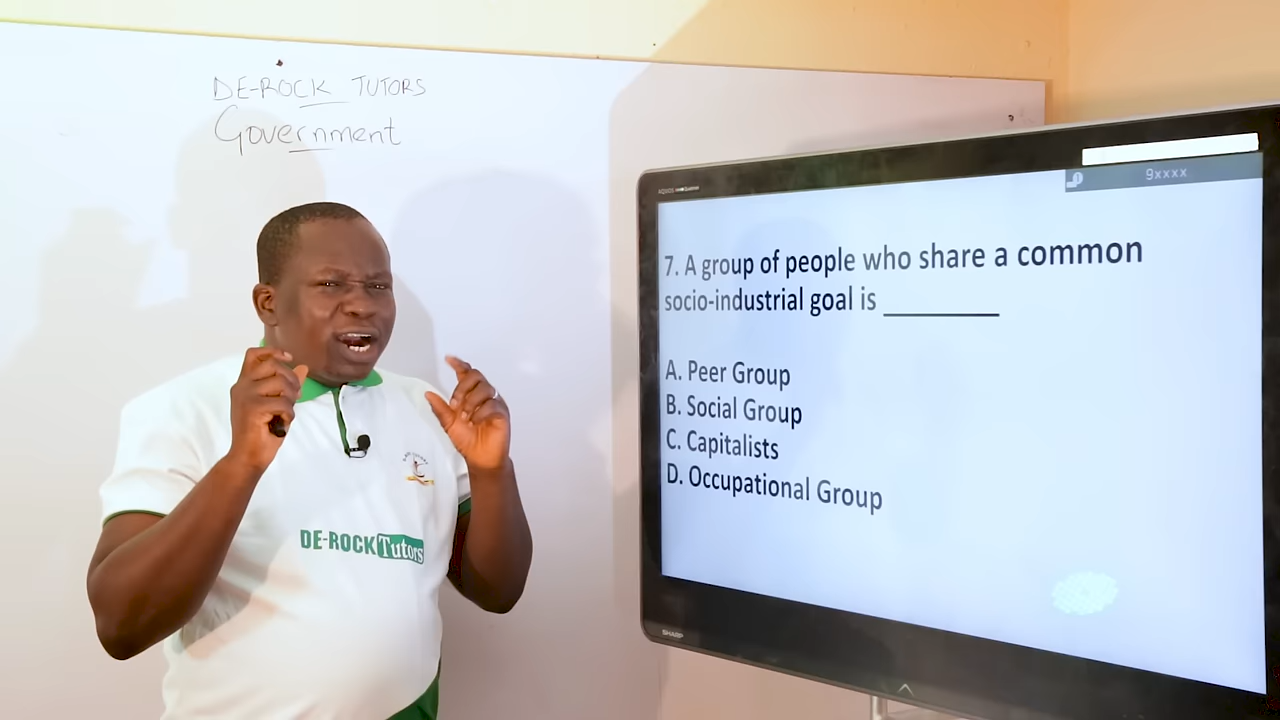 DE-ROCK TUTORS
Government
9xxxx
7. A group of people who share a common
socio-industrial goal is __________
A. Peer Group
B. Social Group
C. Capitalists
D. Occupational Group
DE-ROCK Tutors
SHARP